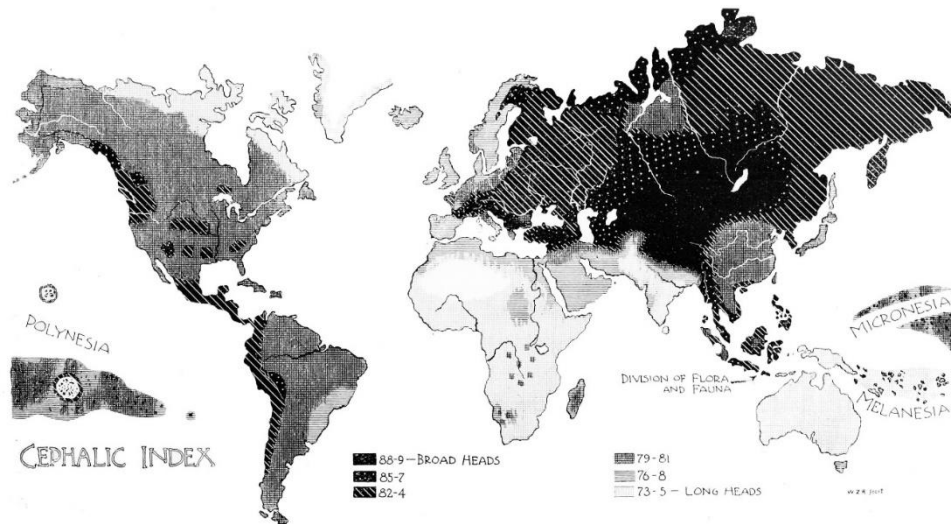 POLYNESIA
MICRONESIA
DIVISION OF FLORA
AND FAUNA
MELANESIA
CEPHALIC INDEX
88-9—BROAD HEADS
85-7
82-4
79-81
76-8
73-5—LONG HEADS